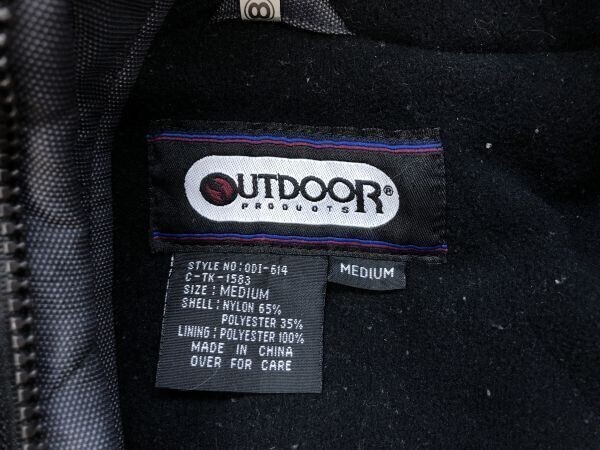 8
OUTDOOR®
PRODUCTS
MEDIUM
STYLE NO:ODI-614
C-TK-1583
SIZE:MEDIUM
SHELL:NYLON 65%
POLYESTER 35%
LINING:POLYESTER 100%
MADE IN CHINA
OVER FOR CARE